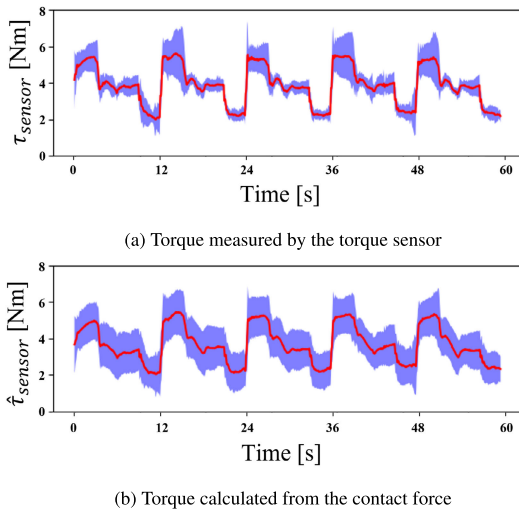 8
6
4
2
0
τ_sensor [Nm]
0 12 24 36 48 60
Time [s]
(a) Torque measured by the torque sensor
8
6
4
2
0
τ̂_sensor [Nm]
0 12 24 36 48 60
Time [s]
(b) Torque calculated from the contact force